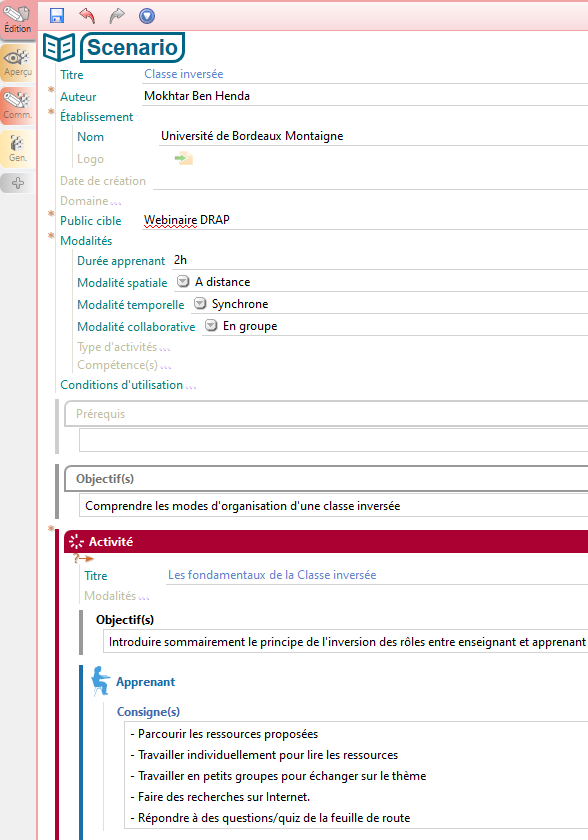 Édition
Aperçu
Comm.
Gen.
Scenario
Titre Classe inversée
* Auteur Mokhtar Ben Henda
* Établissement
Nom Université de Bordeaux Montaigne
Logo
Date de création
Domaine ...
* Public cible Webinaire DRAP
* Modalités
Durée apprenant 2h
Modalité spatiale A distance
Modalité temporelle Synchrone
Modalité collaborative En groupe
Type d'activités ...
Compétence(s) ...
Conditions d'utilisation ...
Prérequis
Objectif(s)
Comprendre les modes d'organisation d'une classe inversée
* Activité
?
Titre Les fondamentaux de la Classe inversée
Modalités ...
Objectif(s)
Introduire sommairement le principe de l'inversion des rôles entre enseignant et apprenant
Apprenant
Consigne(s)
- Parcourir les ressources proposées
- Travailler individuellement pour lire les ressources
- Travailler en petits groupes pour échanger sur le thème
- Faire des recherches sur Internet.
- Répondre à des questions/quiz de la feuille de route